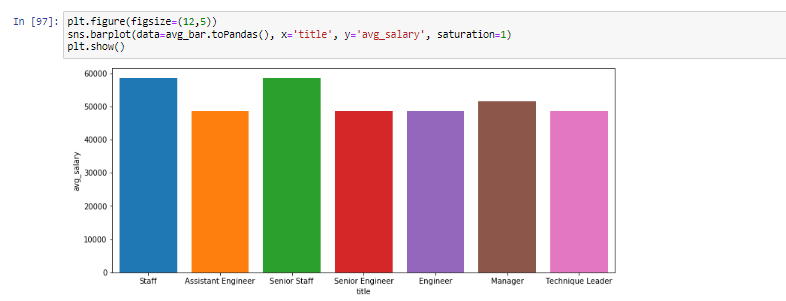 In [97]: plt.figure(figsize=(12,5))
sns.barplot(data=avg_bar.toPandas(), x='title', y='avg_salary', saturation=1)
plt.show()
60000
50000
40000
30000
20000
10000
0
avg_salary
Staff Assistant Engineer Senior Staff Senior Engineer Engineer Manager Technique Leader
title